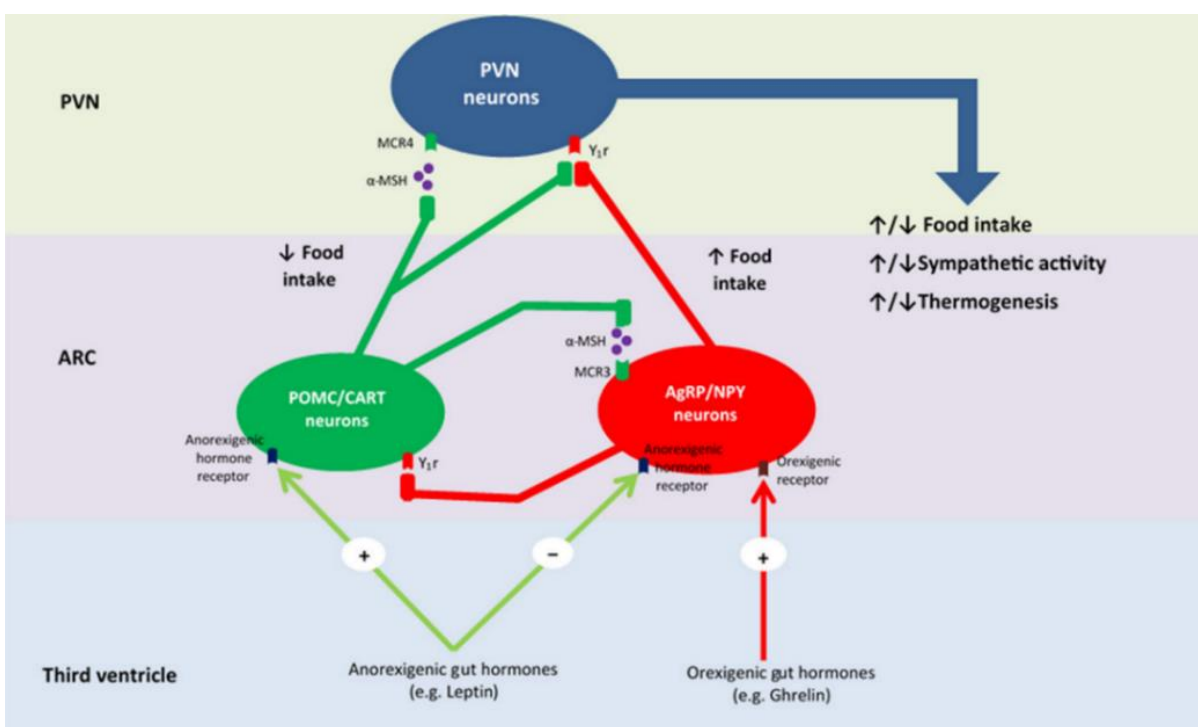 PVN
neurons
PVN
MCR4
Y₁r
α-MSH
↑/↓ Food intake
↑/↓Sympathetic activity
↑/↓Thermogenesis
↓ Food
intake
↑ Food
intake
ARC
α-MSH
MCR3
POMC/CART
neurons
AgRP/NPY
neurons
Anorexigenic
hormone
receptor
Y₁r
Anorexigenic
hormone
receptor
Orexigenic
receptor
+
−
+
Third ventricle
Anorexigenic gut hormones
(e.g. Leptin)
Orexigenic gut hormones
(e.g. Ghrelin)